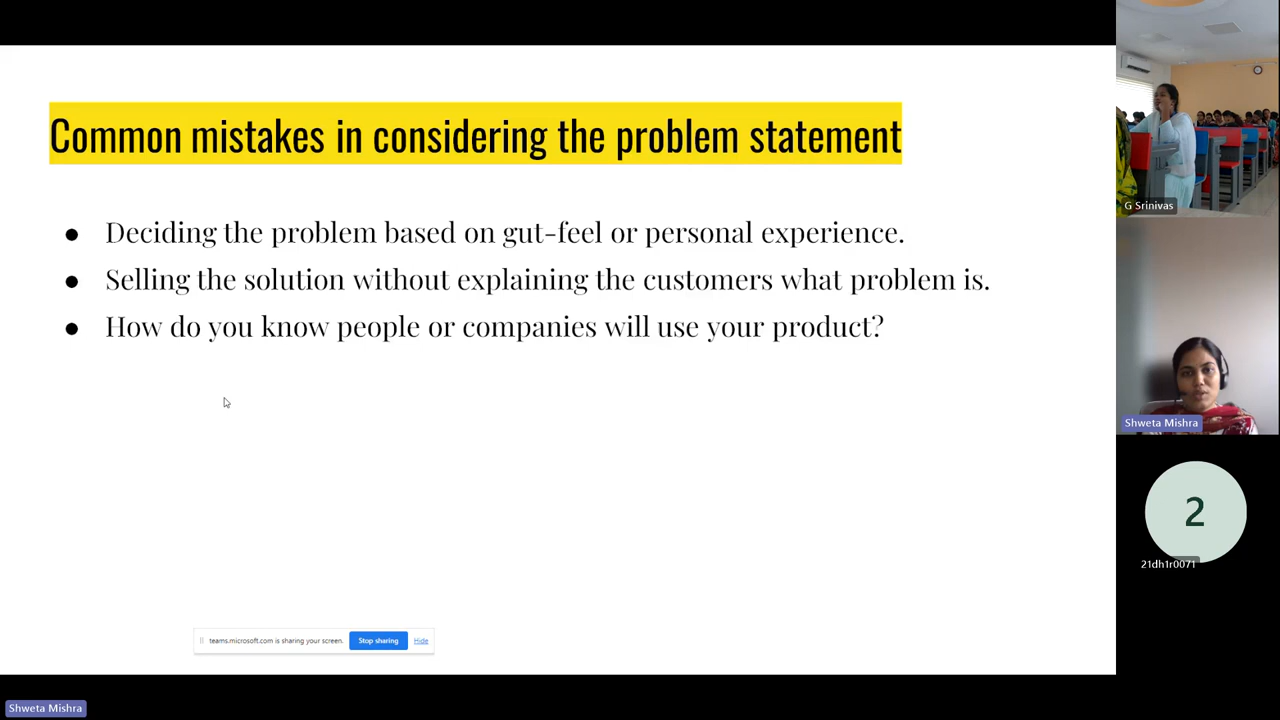 Common mistakes in considering the problem statement
● Deciding the problem based on gut-feel or personal experience.
● Selling the solution without explaining the customers what problem is.
● How do you know people or companies will use your product?
teams.microsoft.com is sharing your screen. Stop sharing Hide
Shweta Mishra
G Srinivas
Shweta Mishra
2
21dh1r0071